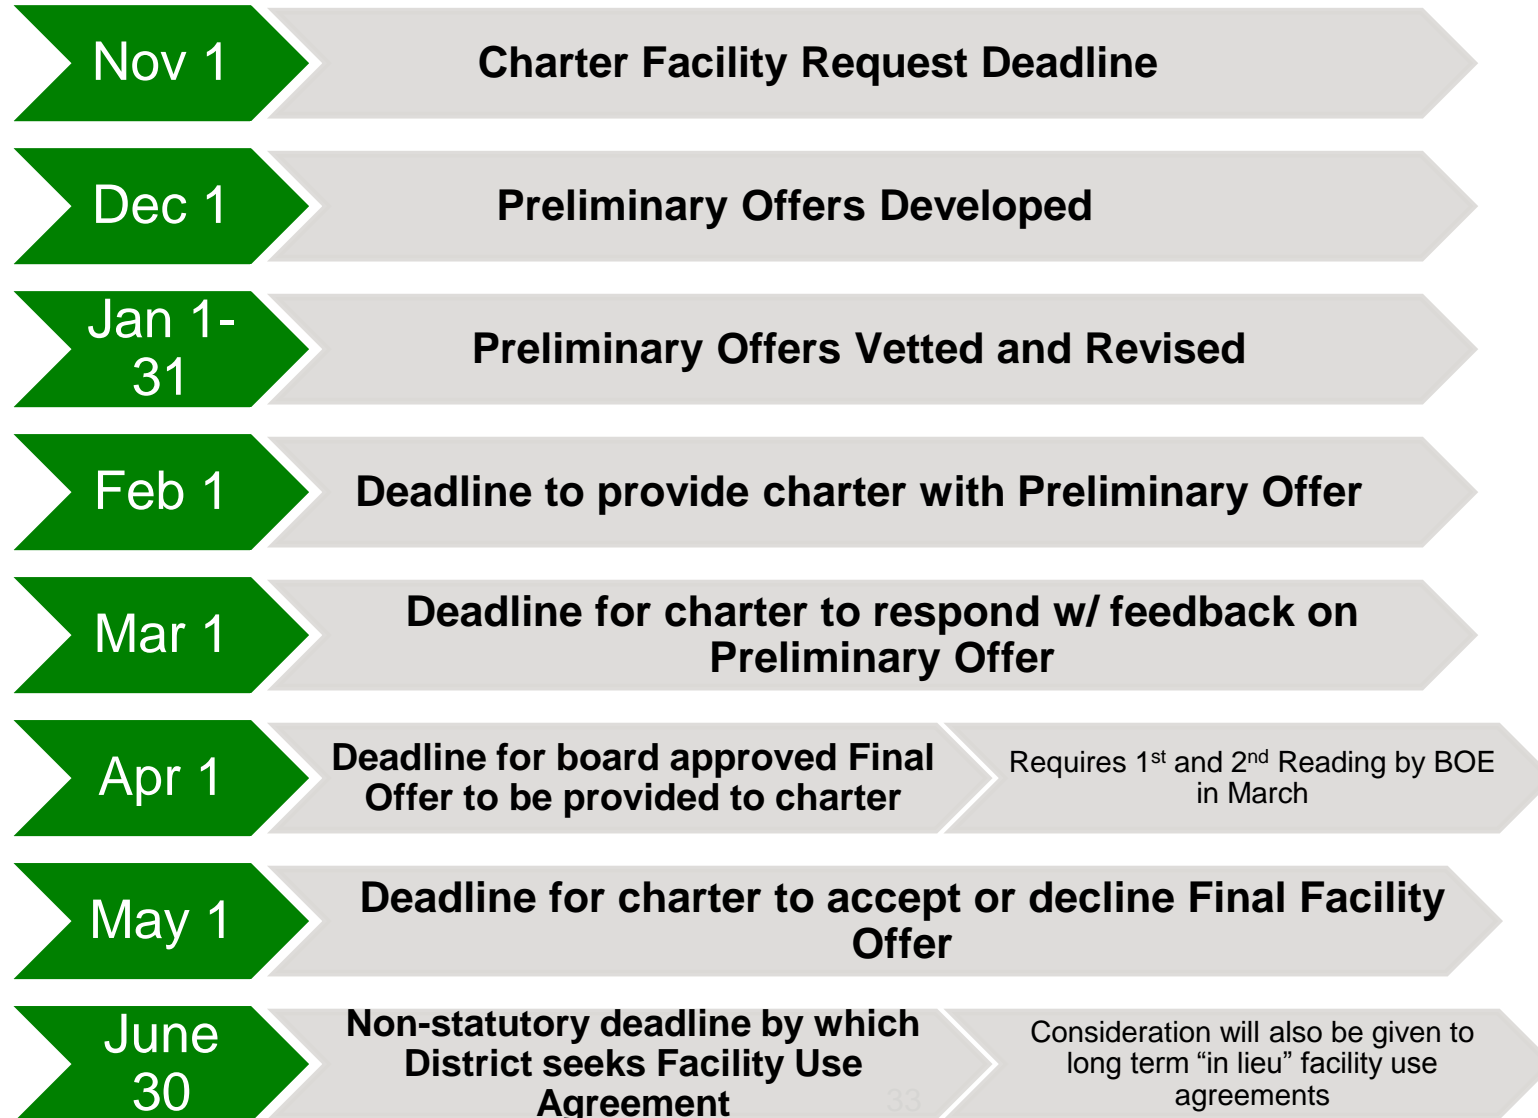 Nov 1
Charter Facility Request Deadline
Dec 1
Preliminary Offers Developed
Jan 1-
31
Preliminary Offers Vetted and Revised
Feb 1
Deadline to provide charter with Preliminary Offer
Mar 1
Deadline for charter to respond w/ feedback on
Preliminary Offer
Apr 1
Deadline for board approved Final
Offer to be provided to charter
Requires 1st and 2nd Reading by BOE
in March
May 1
Deadline for charter to accept or decline Final Facility
Offer
June
30
Non-statutory deadline by which
District seeks Facility Use
Agreement
Consideration will also be given to
long term “in lieu” facility use
agreements
33